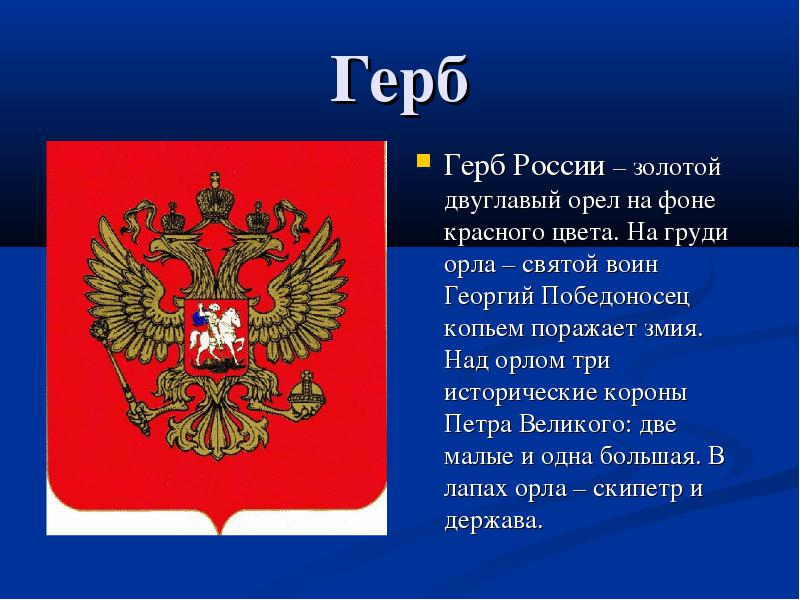 Герб
Герб России – золотой
двуглавый орел на фоне
красного цвета. На груди
орла – святой воин
Георгий Победоносец
копьем поражает змия.
Над орлом три
исторические короны
Петра Великого: две
малые и одна большая. В
лапах орла – скипетр и
держава.